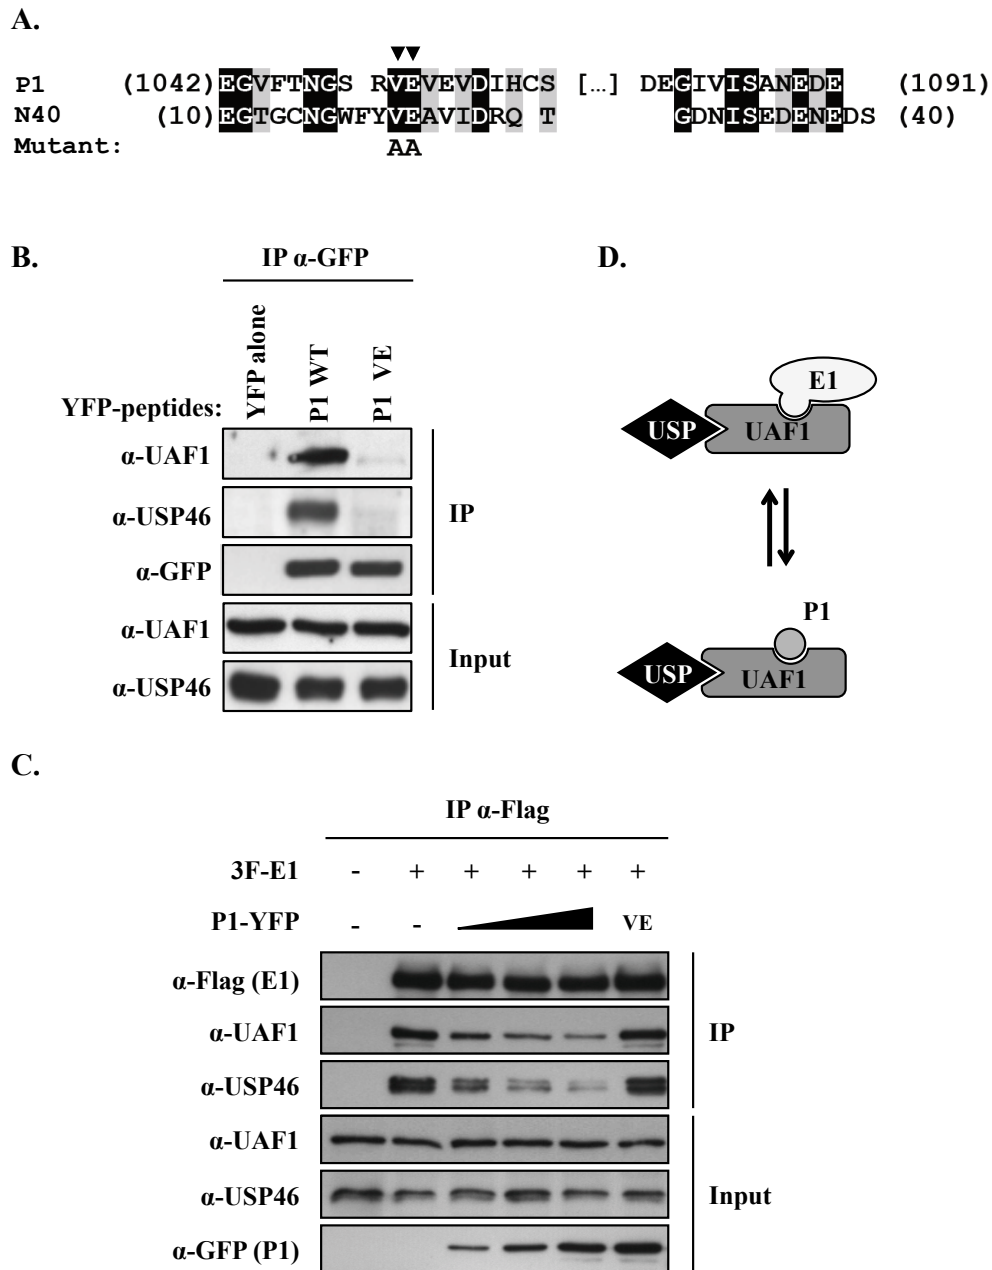 A.
P1 (1042) EGVFTNGS RVEVEVDIHCS [...] DEGIVISANEDE (1091)
N40 (10) EGTGCNGWFYVEAVIDRQ T GDNISEDENEDS (40)
Mutant: AA
B.
IP α-GFP
YFP-peptides:
YFP alone
P1 WT
P1 VE
α-UAF1
α-USP46
α-GFP
IP
α-UAF1
α-USP46
Input
D.
E1
USP
UAF1
P1
USP
UAF1
C.
IP α-Flag
3F-E1 - + + + + +
P1-YFP - - VE
α-Flag (E1)
α-UAF1
α-USP46
IP
α-UAF1
α-USP46
α-GFP (P1)
Input